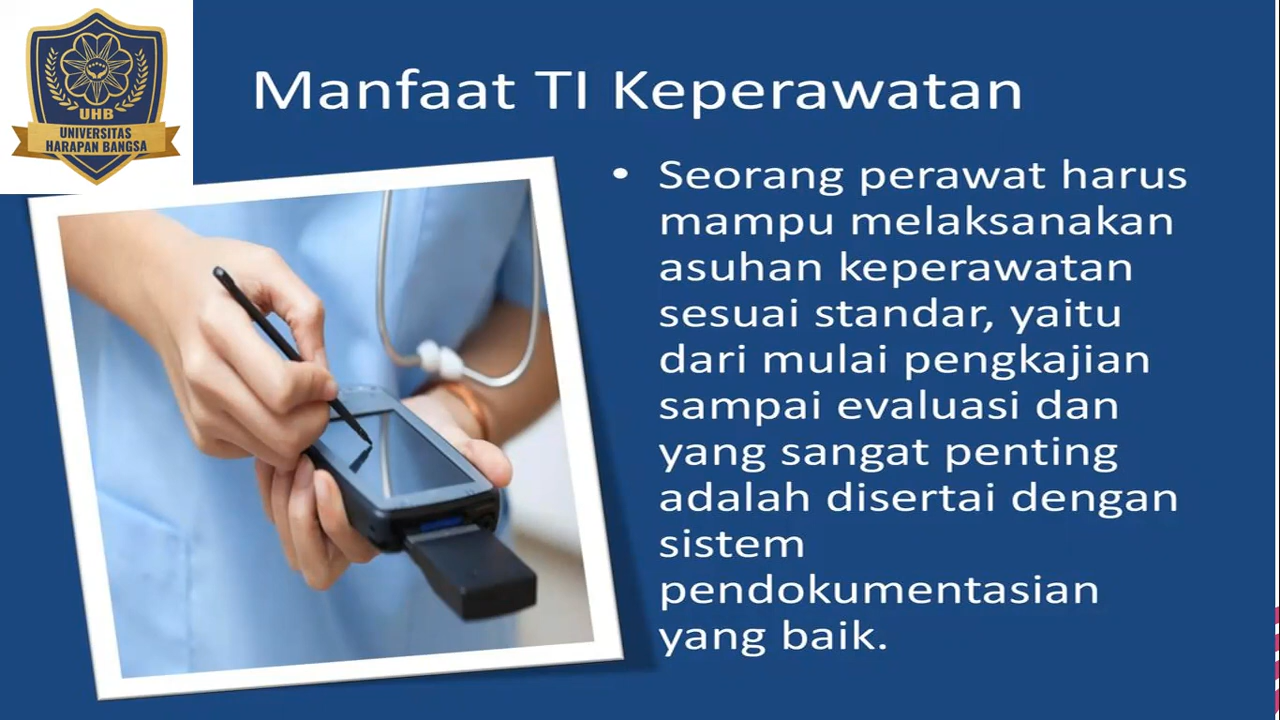 UHB
UNIVERSITAS
HARAPAN BANGSA
Manfaat TI Keperawatan
• Seorang perawat harus
mampu melaksanakan
asuhan keperawatan
sesuai standar, yaitu
dari mulai pengkajian
sampai evaluasi dan
yang sangat penting
adalah disertai dengan
sistem
pendokumentasian
yang baik.